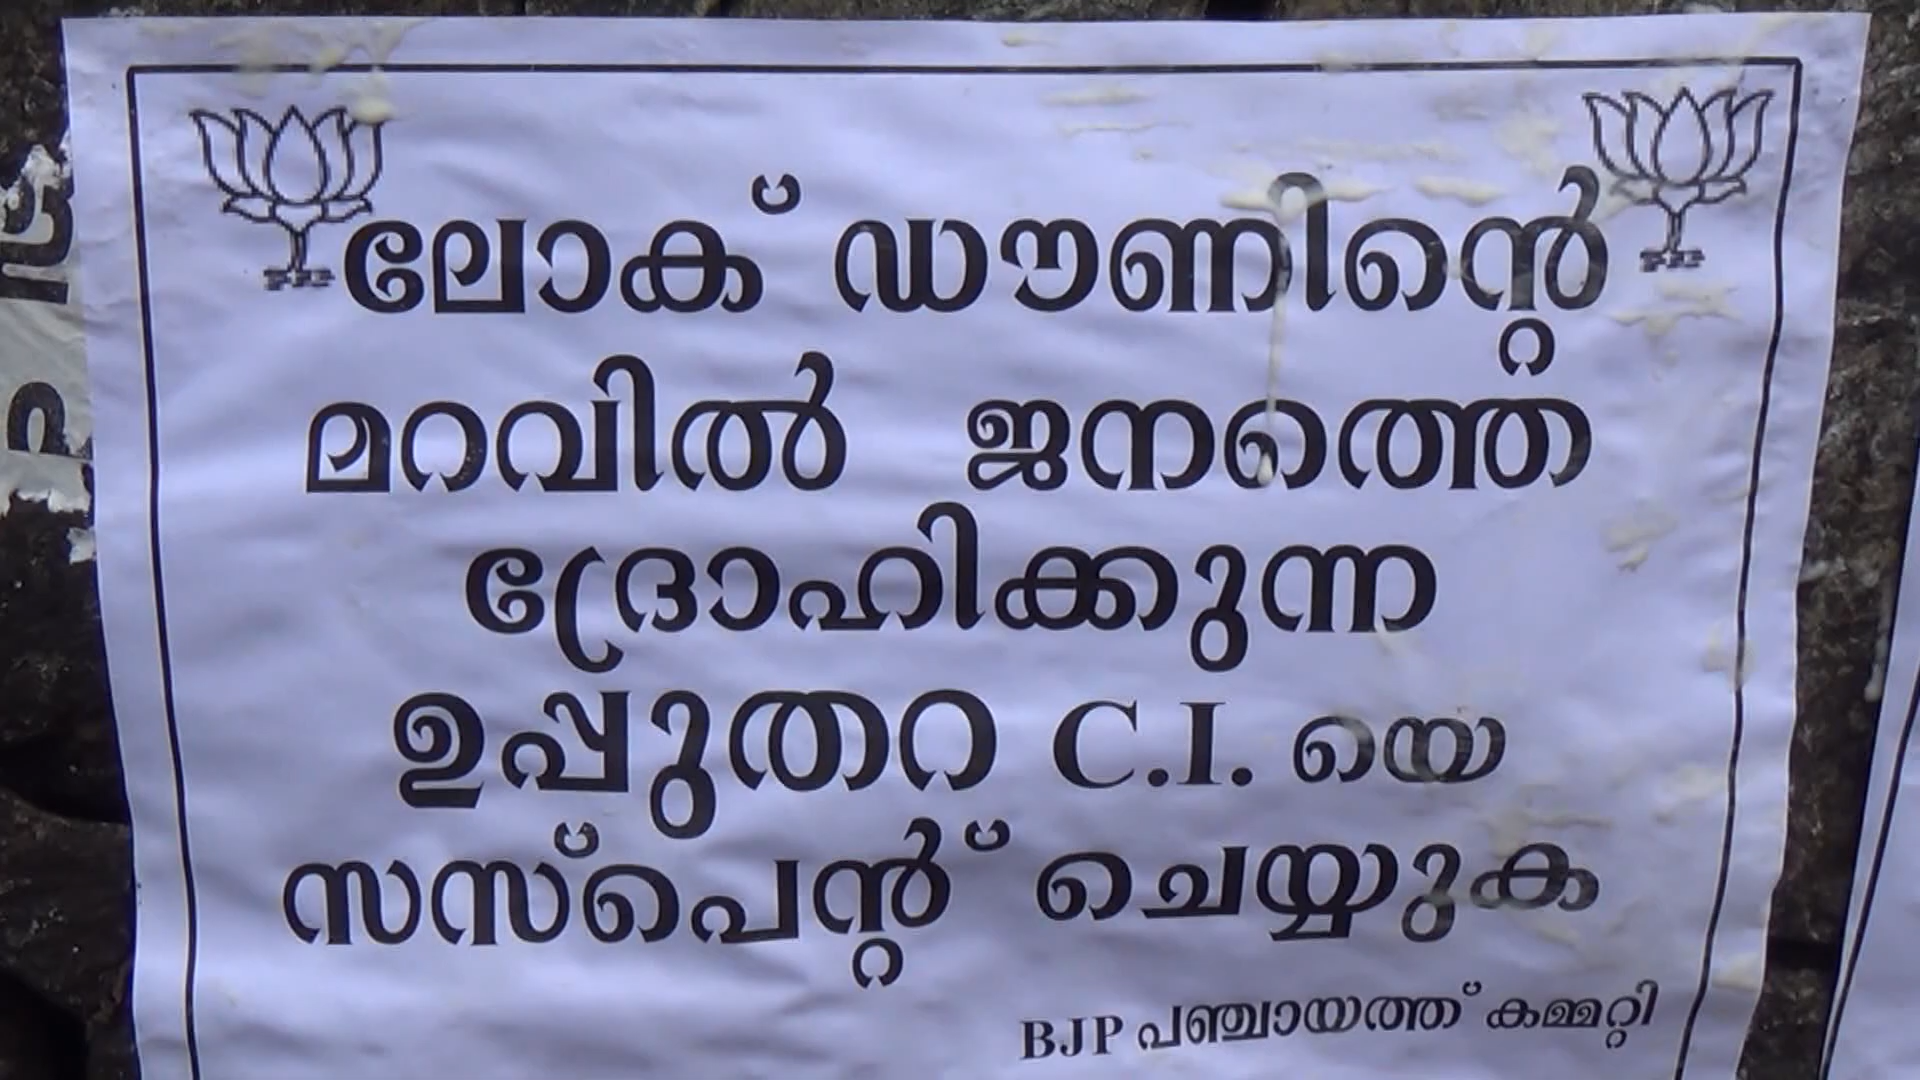 ലോക് ഡൗണിന്റെ
മറവിൽ ജനത്തെ
ദ്രോഹിക്കുന്ന
ഉപ്പുതറ C.I. യെ
സസ്പെന്റ് ചെയ്യുക
BJP പഞ്ചായത്ത് കമ്മറ്റി